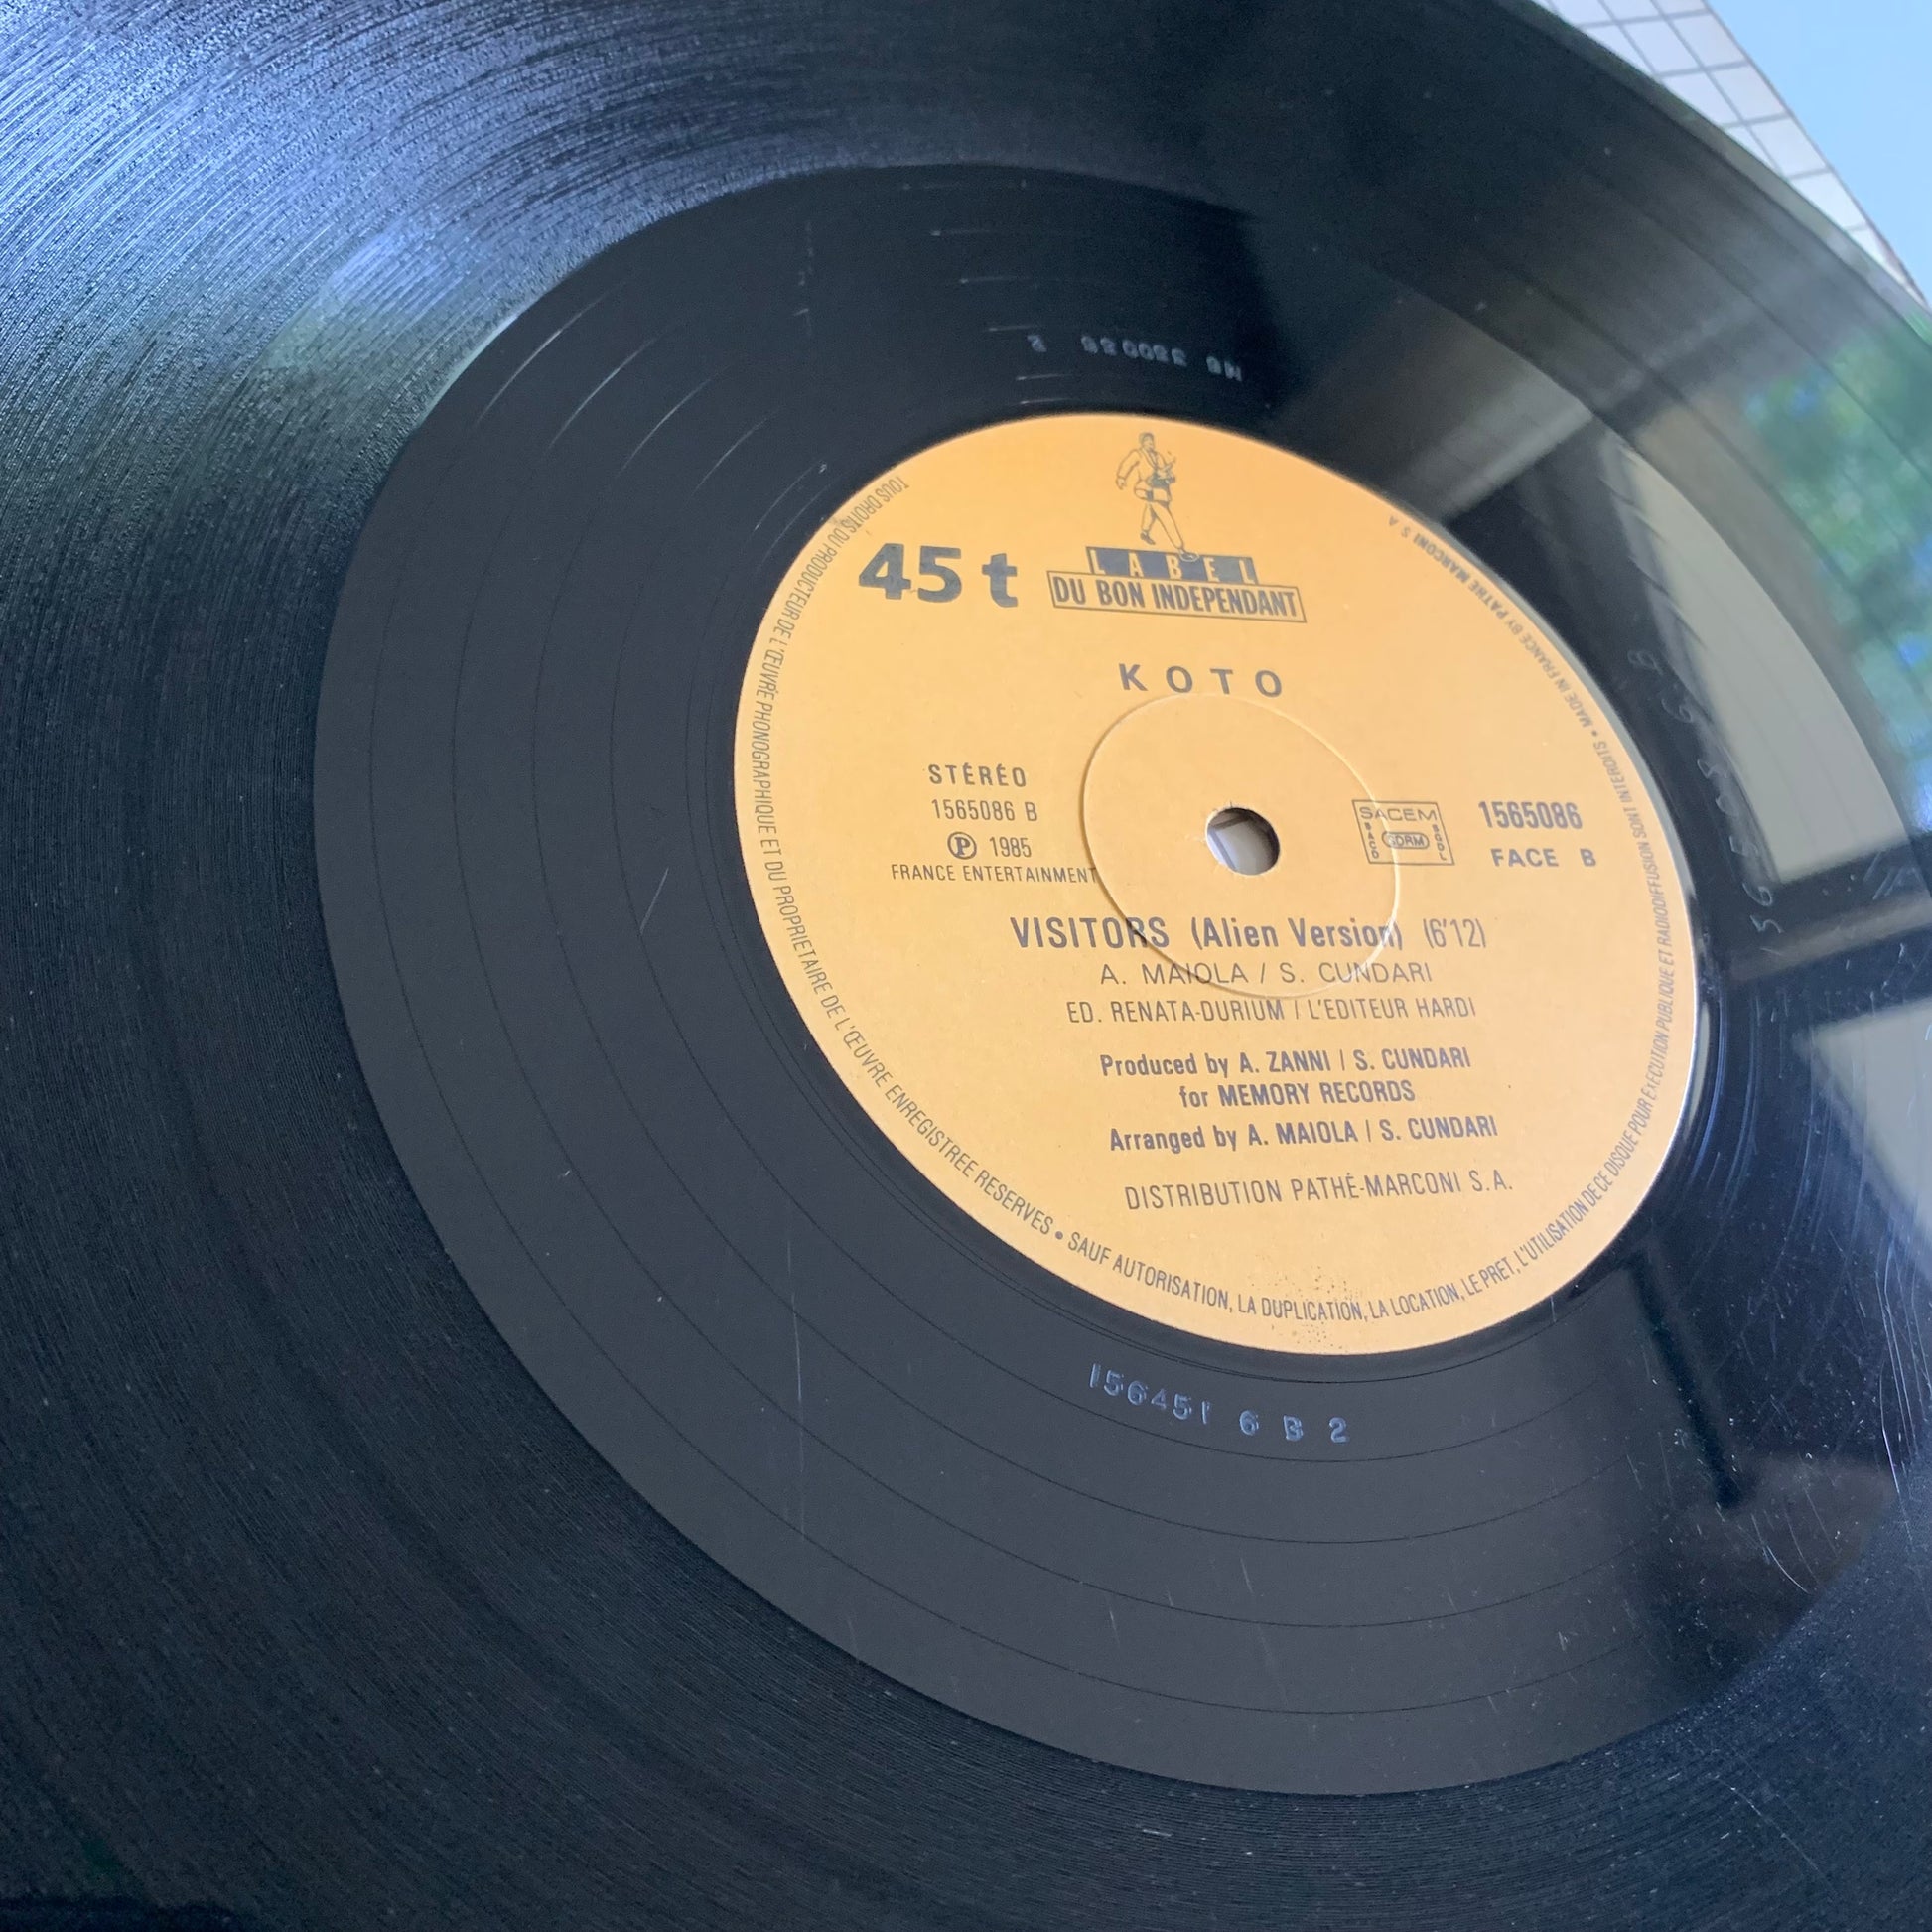 45 t
LABEL
DU BON INDEPENDANT
KOTO
STÉRÉO
1565086 B
Ⓟ 1985
FRANCE ENTERTAINMENT
SACEM
SACD
SDRM
SGDL
1565086
FACE B
VISITORS (Alien Version) (6'12)
A. MAIOLA / S. CUNDARI
ED. RENATA-DURIUM / L'EDITEUR HARDI
Produced by A. ZANNI / S. CUNDARI
for MEMORY RECORDS
Arranged by A. MAIOLA / S. CUNDARI
DISTRIBUTION PATHÉ-MARCONI S.A.
TOUS DROITS DU PRODUCTEUR DE L'ŒUVRE PHONOGRAPHIQUE ET DU PROPRIETAIRE DE L'ŒUVRE ENREGISTREE RESERVES • SAUF AUTORISATION, LA DUPLICATION, LA LOCATION, LE PRET, L'UTILISATION DE CE DISQUE POUR EXECUTION PUBLIQUE ET RADIODIFFUSION SONT INTERDITS • MADE IN FRANCE BY PATHE MARCONI S A
156451 6 B 2